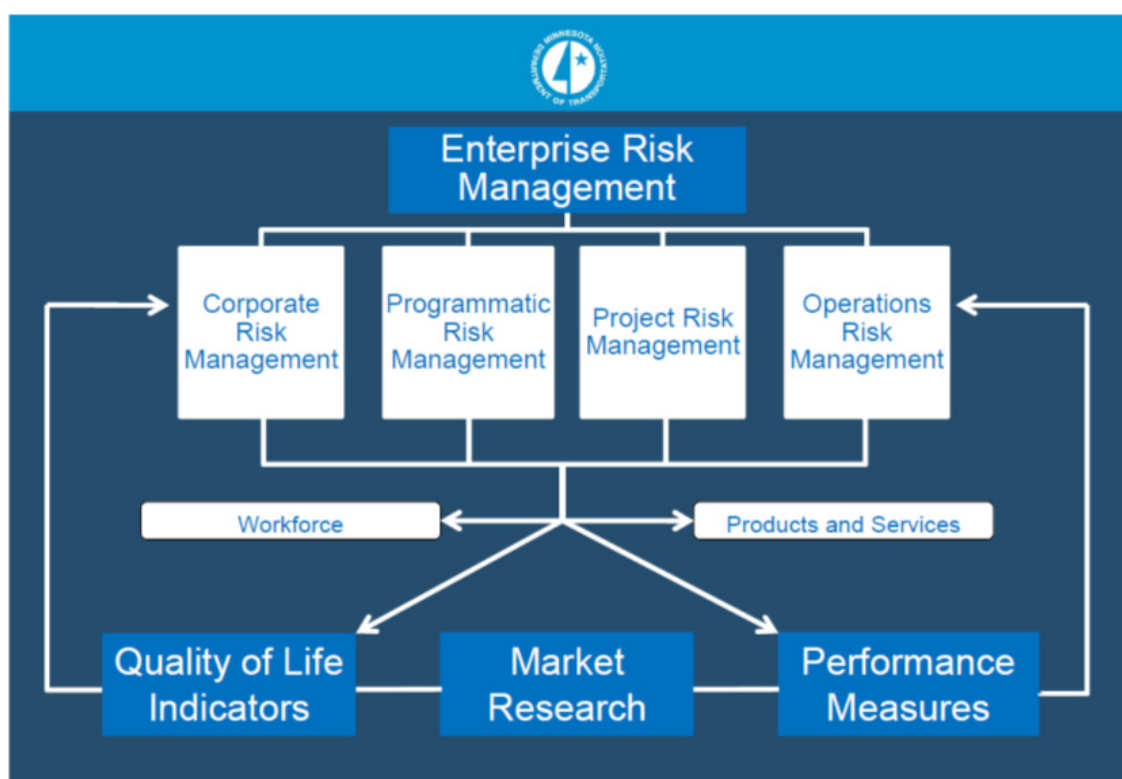 MINNESOTA DEPARTMENT OF TRANSPORTATION
Enterprise Risk
Management
Corporate
Risk
Management
Programmatic
Risk
Management
Project Risk
Management
Operations
Risk
Management
Workforce
Products and Services
Quality of Life
Indicators
Market
Research
Performance
Measures